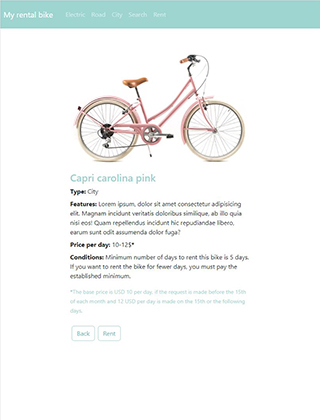 My rental bike
Electric Road City Search Rent
Capri carolina pink
Type: City
Features: Lorem ipsum, dolor sit amet consectetur adipisicing
elit. Magnam incidunt veritatis doloribus similique, ab illo quia
nisi eos! Quam repellendus incidunt hic repudiandae libero,
earum sunt odit assumenda dolor fuga?
Price per day: 10-12$*
Conditions: Minimum number of days to rent this bike is 5 days.
If you want to rent the bike for fewer days, you must pay the
established minimum.
*The base price is USD 10 per day, if the request is made before the 15th
of each month and 12 USD per day is made on the 15th or the following
days.
Back Rent